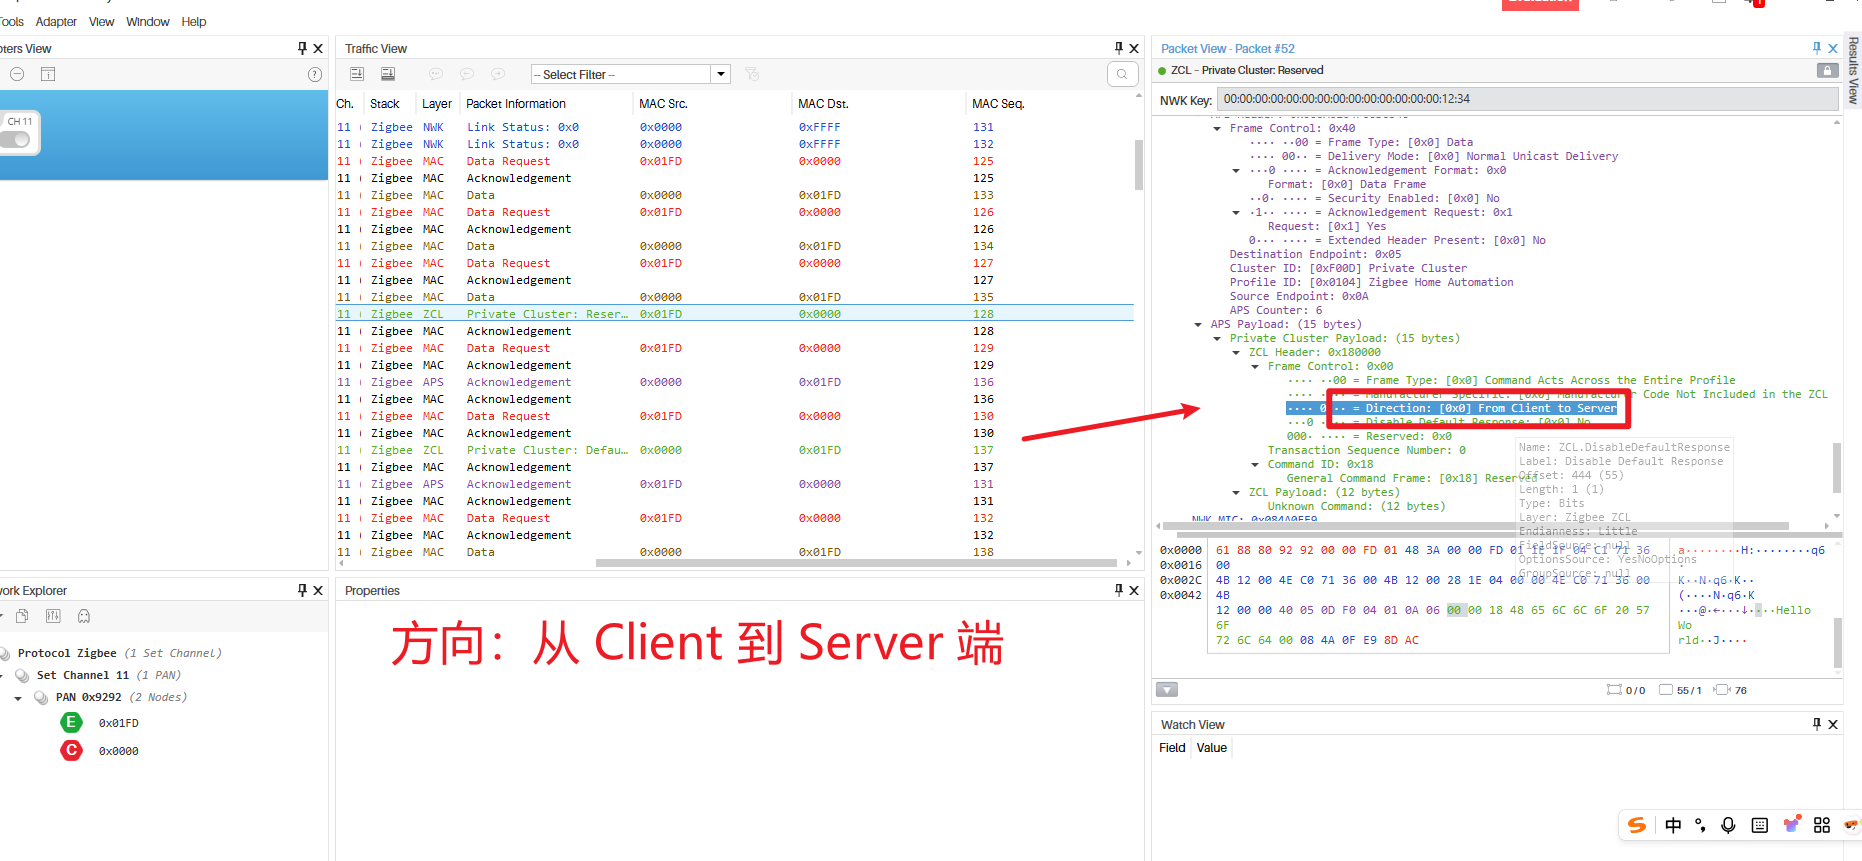 Tools Adapter View Window Help
Traffic View
Packet View - Packet #52
ZCL - Private Cluster: Reserved
NWK Key: 00:00:00:00:00:00:00:00:00:00:00:00:00:00:12:34
-- Select Filter --
CH 11
Ch. Stack Layer Packet Information MAC Src. MAC Dst. MAC Seq.
11 Zigbee NWK Link Status: 0x0 0x0000 0xFFFF 131
11 Zigbee NWK Link Status: 0x0 0x0000 0xFFFF 132
11 Zigbee MAC Data Request 0x01FD 0x0000 125
11 Zigbee MAC Acknowledgement 125
11 Zigbee MAC Data 0x0000 0x01FD 133
11 Zigbee MAC Data Request 0x01FD 0x0000 126
11 Zigbee MAC Acknowledgement 126
11 Zigbee MAC Data 0x0000 0x01FD 134
11 Zigbee MAC Data Request 0x01FD 0x0000 127
11 Zigbee MAC Acknowledgement 127
11 Zigbee MAC Data 0x0000 0x01FD 135
11 Zigbee ZCL Private Cluster: Reser… 0x01FD 0x0000 128
11 Zigbee MAC Acknowledgement 128
11 Zigbee MAC Data Request 0x01FD 0x0000 129
11 Zigbee MAC Acknowledgement 129
11 Zigbee APS Acknowledgement 0x0000 0x01FD 136
11 Zigbee MAC Acknowledgement 136
11 Zigbee MAC Data Request 0x01FD 0x0000 130
11 Zigbee MAC Acknowledgement 130
11 Zigbee ZCL Private Cluster: Defau… 0x0000 0x01FD 137
11 Zigbee MAC Acknowledgement 137
11 Zigbee APS Acknowledgement 0x01FD 0x0000 131
11 Zigbee MAC Acknowledgement 131
11 Zigbee MAC Data Request 0x01FD 0x0000 132
11 Zigbee MAC Acknowledgement 132
11 Zigbee MAC Data 0x0000 0x01FD 138
Frame Control: 0x40
···· ··00 = Frame Type: [0x0] Data
···· 00·· = Delivery Mode: [0x0] Normal Unicast Delivery
···0 ···· = Acknowledgement Format: 0x0
Format: [0x0] Data Frame
··0· ···· = Security Enabled: [0x0] No
·1·· ···· = Acknowledgement Request: 0x1
Request: [0x1] Yes
0··· ···· = Extended Header Present: [0x0] No
Destination Endpoint: 0x05
Cluster ID: [0xF00D] Private Cluster
Profile ID: [0x0104] Zigbee Home Automation
Source Endpoint: 0x0A
APS Counter: 6
APS Payload: (15 bytes)
Private Cluster Payload: (15 bytes)
ZCL Header: 0x180000
Frame Control: 0x00
···· ··00 = Frame Type: [0x0] Command Acts Across the Entire Profile
= Manufacturer Specific: [0x0] Manufacturer Code Not Included in the ZCL
···· 0··· = Direction: [0x0] From Client to Server
···0 ···· = Disable Default Response: [0x0] No
000· ···· = Reserved: 0x0
Transaction Sequence Number: 0
Command ID: 0x18
General Command Frame: [0x18] Reserved
ZCL Payload: (12 bytes)
Unknown Command: (12 bytes)
NWK MIC: 0x084A0FE9
Name: ZCL.DisableDefaultResponse
Label: Disable Default Response
Offset: 444 (55)
Length: 1 (1)
Type: Bits
Layer: Zigbee ZCL
Endianness: Little
FieldSource: null
OptionsSource: YesNoOptions
GroupSource: null
0x0000 61 88 80 92 92 00 00 FD 01 48 3A 00 00 FD 01 1E 1F 04 C1 71 36 a········H:········q6
0x0016 00
0x002C 4B 12 00 4E C0 71 36 00 4B 12 00 28 1E 04 00 00 4E C0 71 36 00 K··N·q6·K··
0x0042 4B (····N·q6·K
12 00 00 40 05 0D F0 04 01 0A 06 00 00 18 48 65 6C 6C 6F 20 57 ···@·←···↓····Hello
6F Wo
72 6C 64 00 08 4A 0F E9 8D AC rld··J····
0/0 55/1 76
Results View
Properties
方向：从 Client 到 Server 端
Protocol Zigbee (1 Set Channel)
Set Channel 11 (1 PAN)
PAN 0x9292 (2 Nodes)
E 0x01FD
C 0x0000
Watch View
Field Value
中